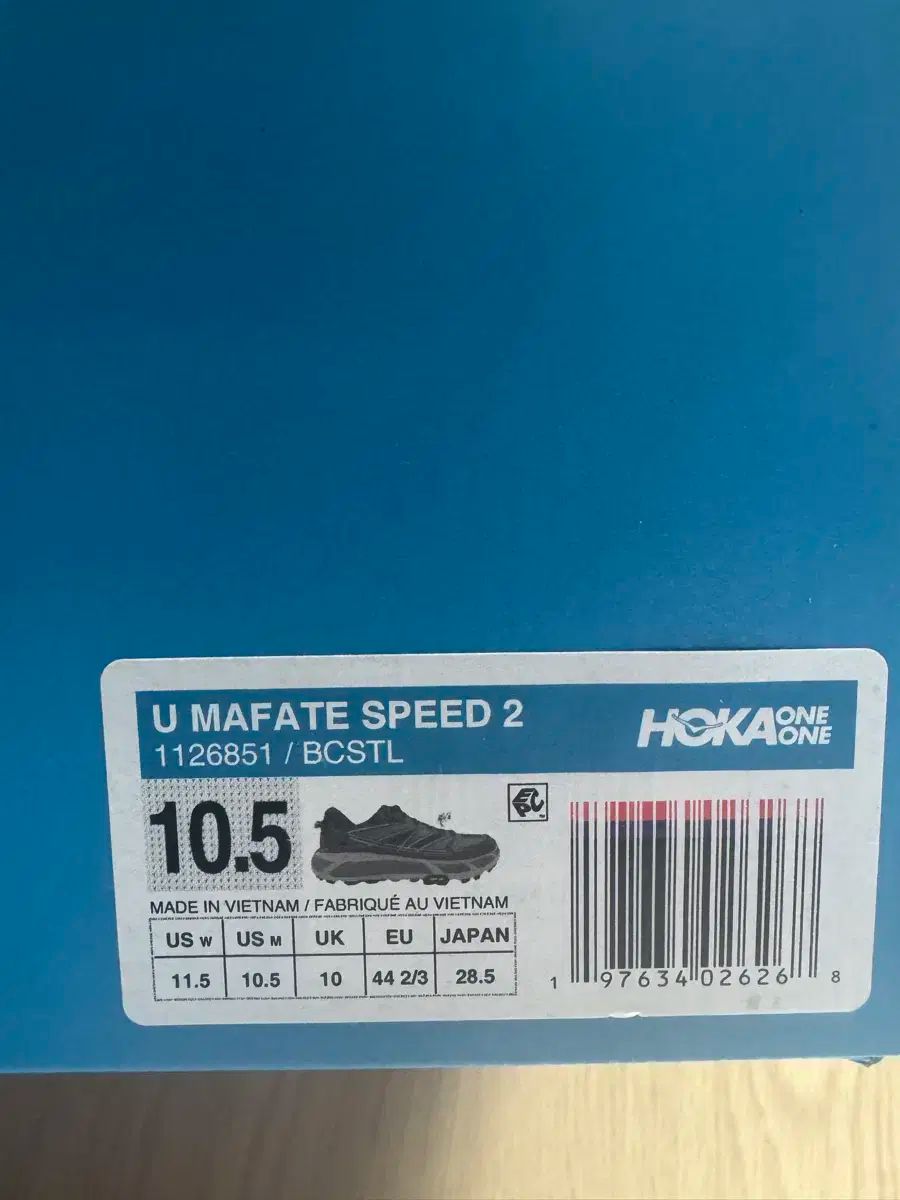 U MAFATE SPEED 2
1126851 / BCSTL
HOKA ONE ONE
10.5
EPC
MADE IN VIETNAM / FABRIQUÉ AU VIETNAM
US W US M UK EU JAPAN
11.5 10.5 10 44 2/3 28.5
1 97634 02626 8